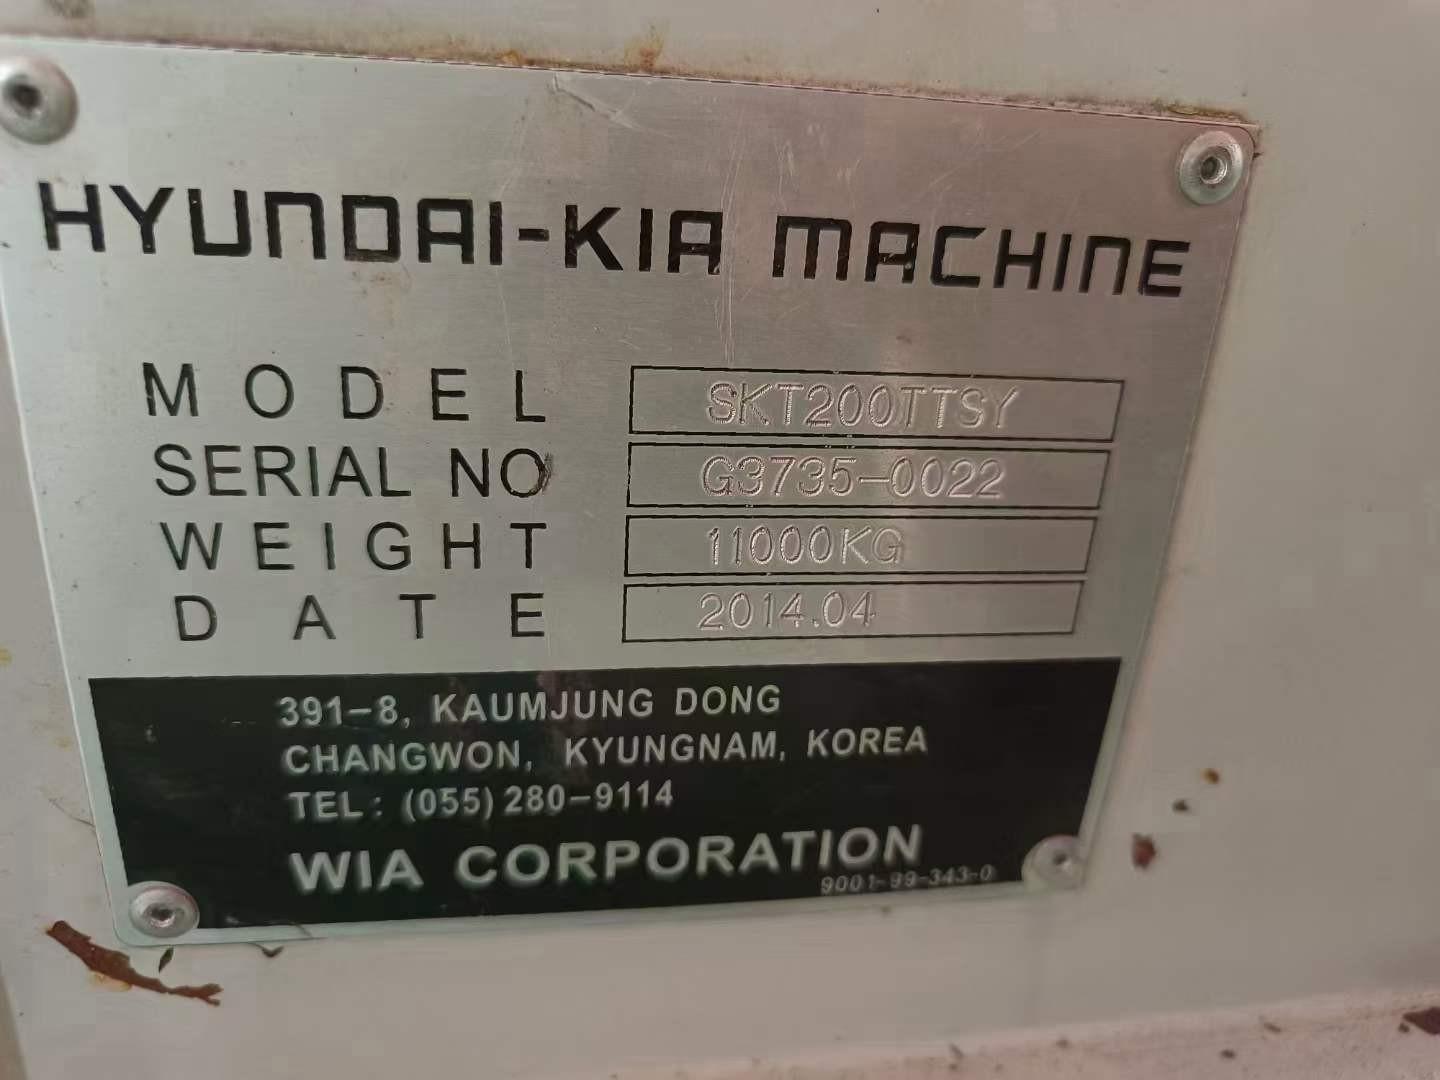 HYUNDAI-KIA MACHINE
MODEL SKT200TTSY
SERIAL NO G3735-0022
WEIGHT 11000KG
DATE 2014.04
391-8, KAUMJUNG DONG
CHANGWON, KYUNGNAM, KOREA
TEL: (055) 280-9114
WIA CORPORATION
9001-99-343-0